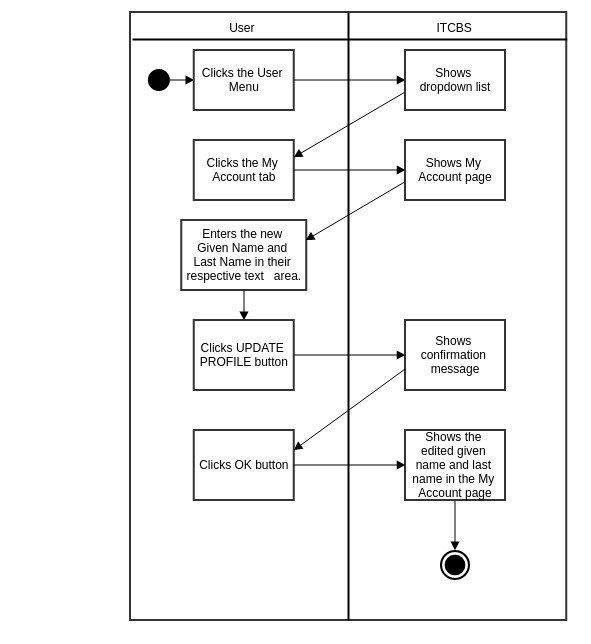 User
ITCBS
Clicks the User
Menu
Shows
dropdown list
Clicks the My
Account tab
Shows My
Account page
Enters the new
Given Name and
Last Name in their
respective text area.
Clicks UPDATE
PROFILE button
Shows
confirmation
message
Clicks OK button
Shows the
edited given
name and last
name in the My
Account page